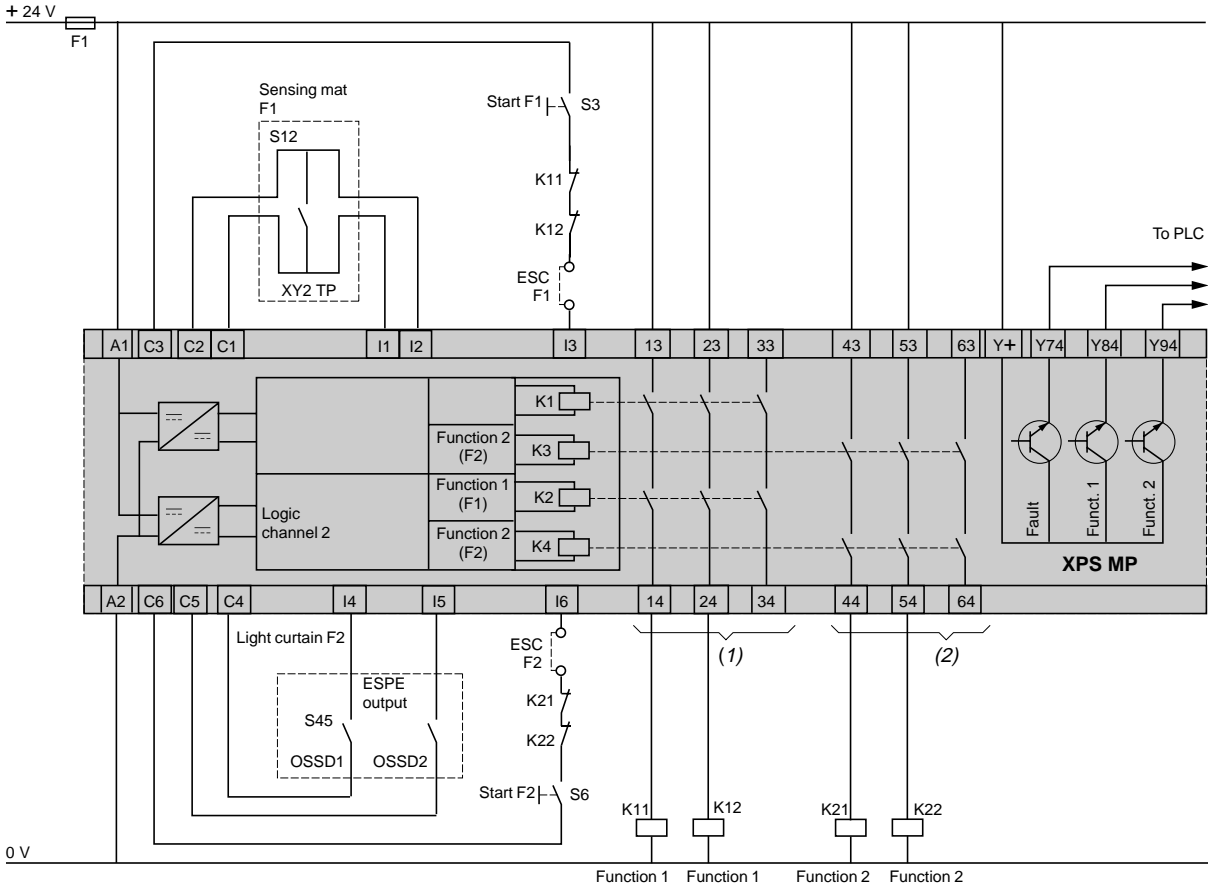 + 24 V
F1
Sensing mat
F1
S12
XY2 TP
Start F1
S3
K11
K12
ESC
F1
To PLC
A1 C3 C2 C1 I1 I2 I3 13 23 33 43 53 63 Y+ Y74 Y84 Y94
K1
Function 2
(F2)
K3
Function 1
(F1)
K2
Logic
channel 2
Function 2
(F2)
K4
Fault
Funct. 1
Funct. 2
XPS MP
A2 C6 C5 C4 I4 I5 I6 14 24 34 44 54 64
Light curtain F2
ESPE
output
S45
OSSD1 OSSD2
ESC
F2
K21
K22
Start F2
S6
(1)
(2)
K11 K12 K21 K22
0 V
Function 1 Function 1 Function 2 Function 2